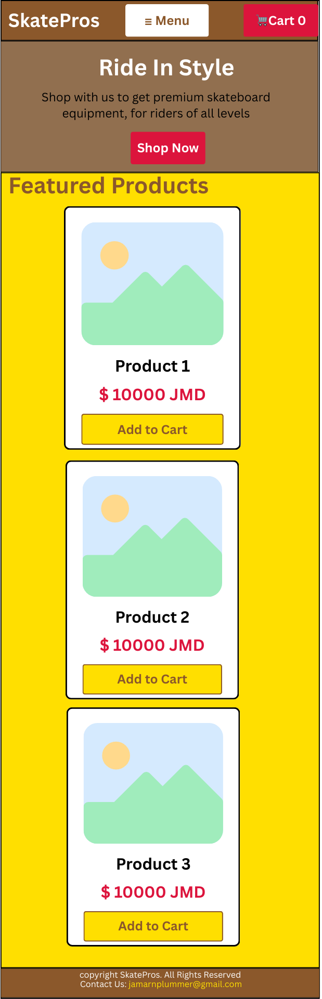 SkatePros
≡ Menu
🛒Cart 0
Ride In Style
Shop with us to get premium skateboard
equipment, for riders of all levels
Shop Now
Featured Products
Product 1
$ 10000 JMD
Add to Cart
Product 2
$ 10000 JMD
Add to Cart
Product 3
$ 10000 JMD
Add to Cart
copyright SkatePros. All Rights Reserved
Contact Us: jamarnplummer@gmail.com